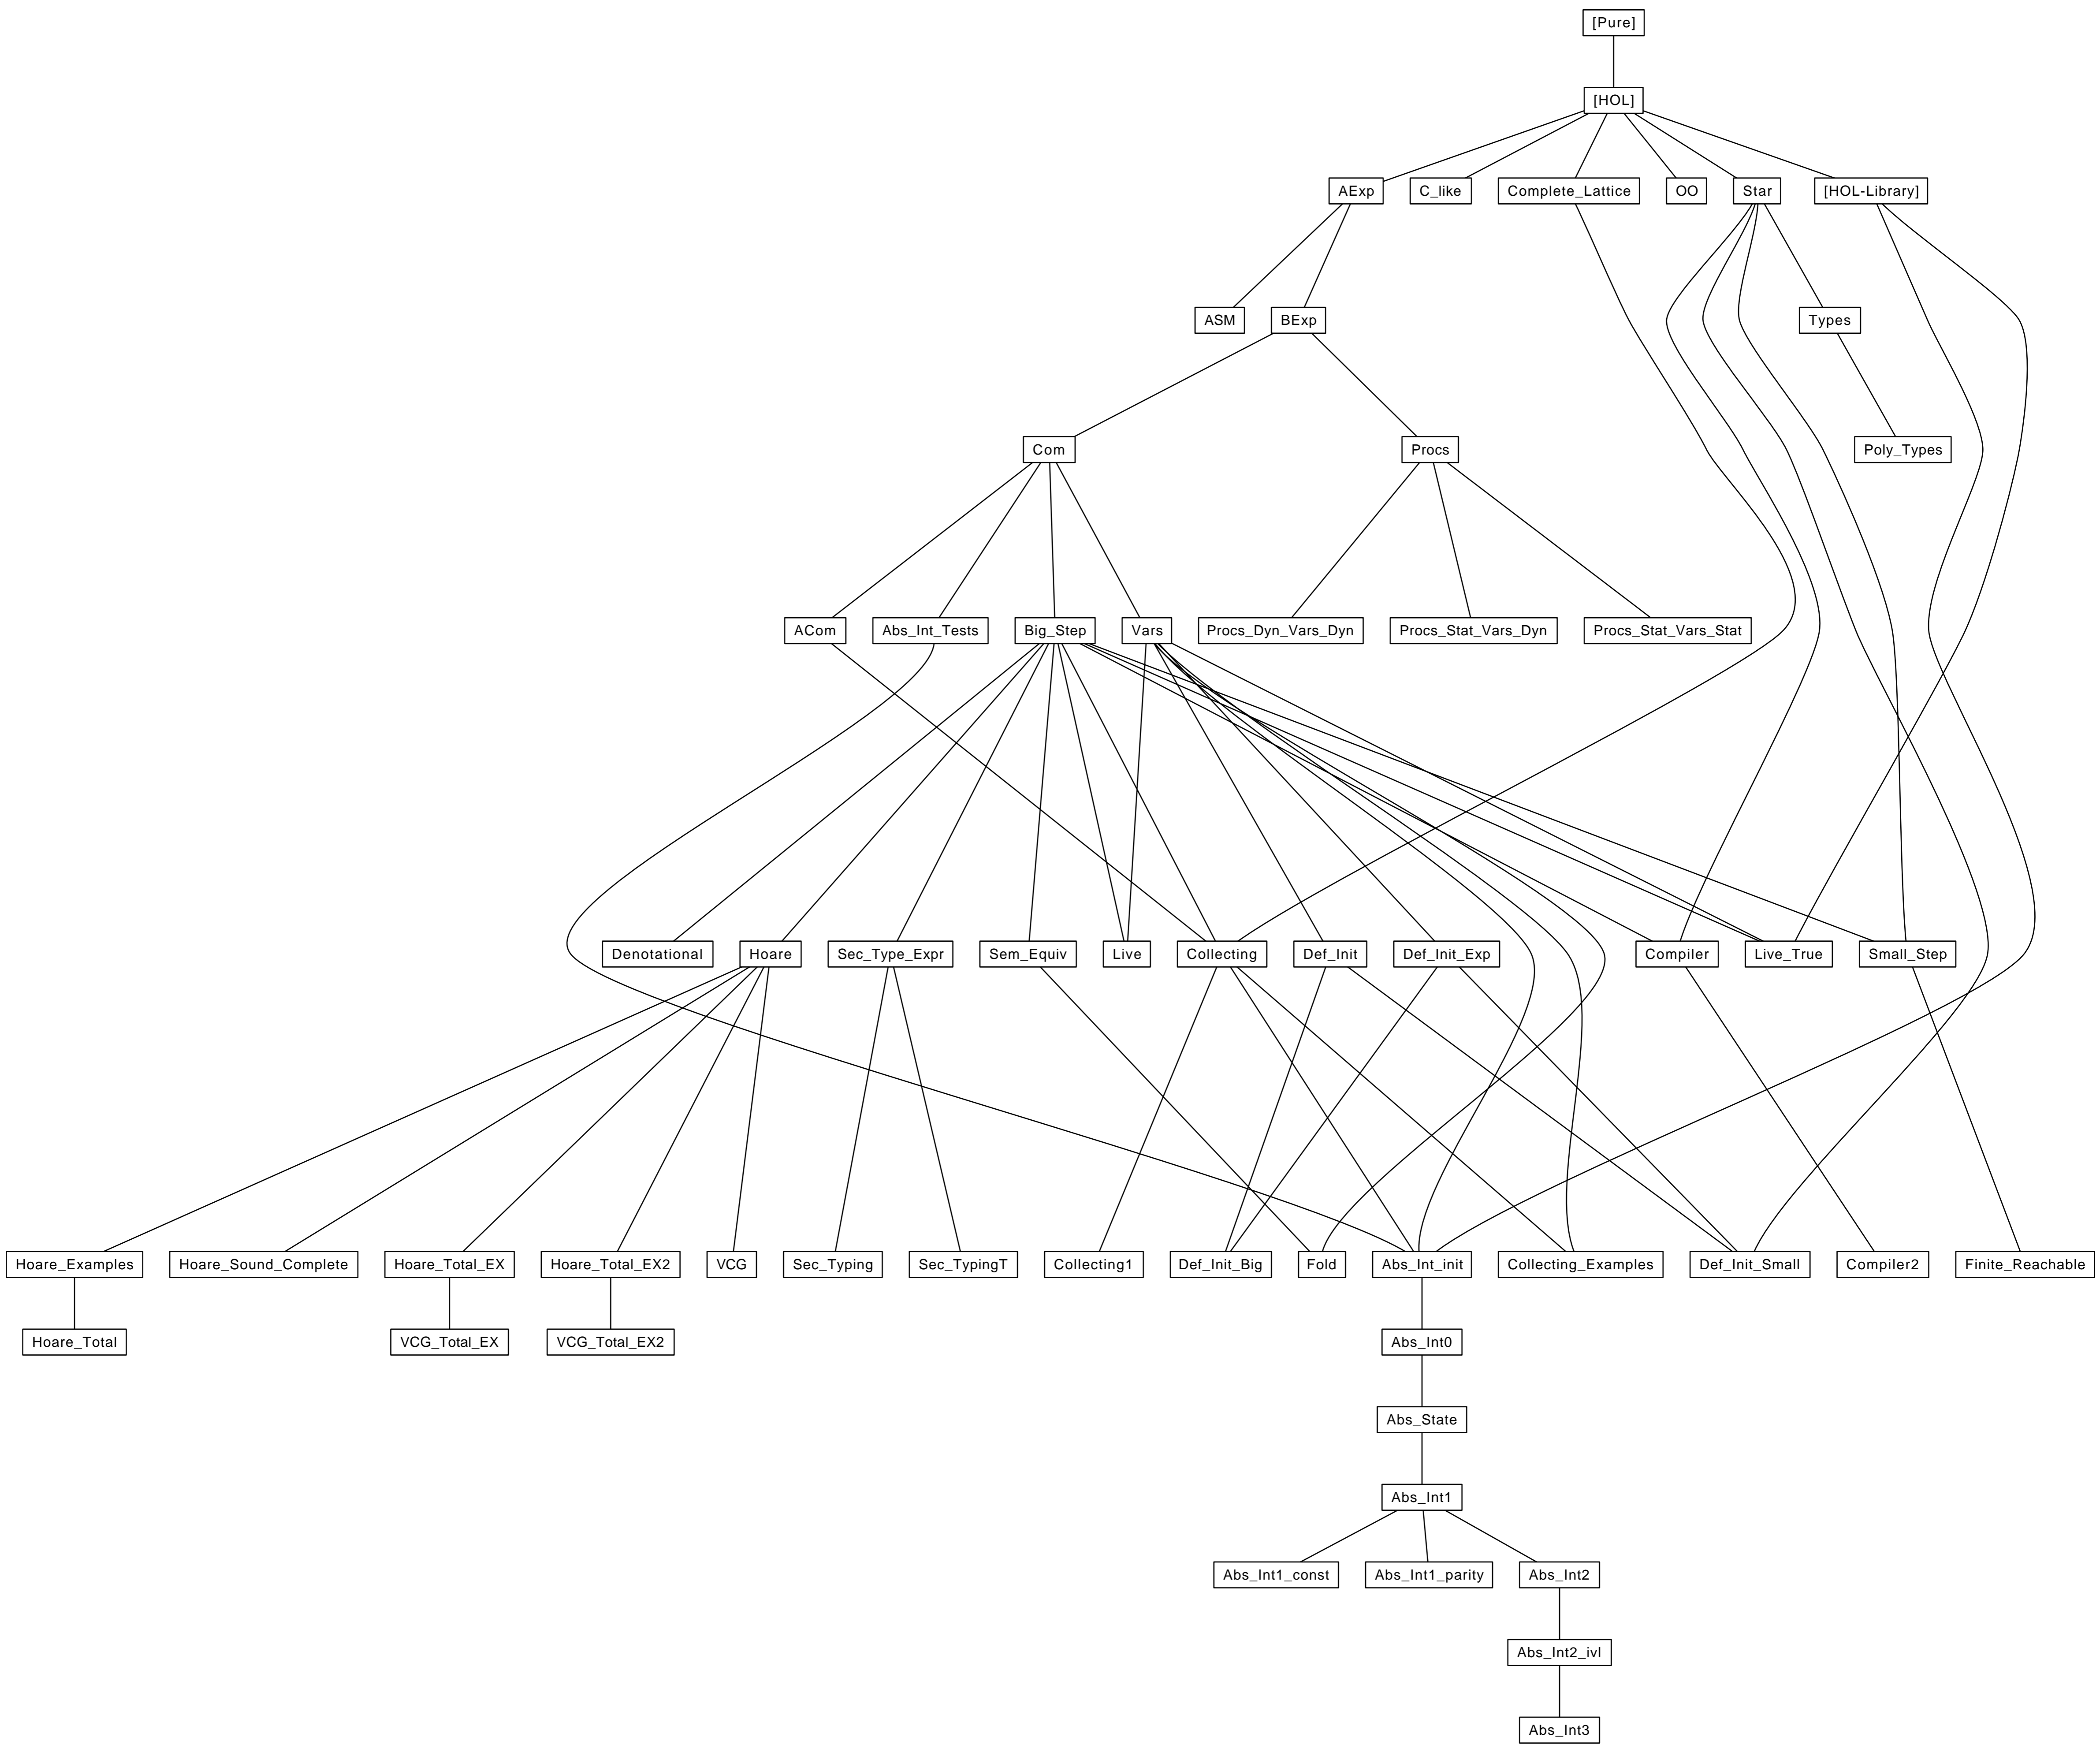 [Pure]
[HOL]
AExp
C_like
Complete_Lattice
OO
Star
[HOL-Library]
ASM
BExp
Types
Com
Procs
Poly_Types
ACom
Abs_Int_Tests
Big_Step
Vars
Procs_Dyn_Vars_Dyn
Procs_Stat_Vars_Dyn
Procs_Stat_Vars_Stat
Denotational
Hoare
Sec_Type_Expr
Sem_Equiv
Live
Collecting
Def_Init
Def_Init_Exp
Compiler
Live_True
Small_Step
Hoare_Examples
Hoare_Sound_Complete
Hoare_Total_EX
Hoare_Total_EX2
VCG
Sec_Typing
Sec_TypingT
Collecting1
Def_Init_Big
Fold
Abs_Int_init
Collecting_Examples
Def_Init_Small
Compiler2
Finite_Reachable
Hoare_Total
VCG_Total_EX
VCG_Total_EX2
Abs_Int0
Abs_State
Abs_Int1
Abs_Int1_const
Abs_Int1_parity
Abs_Int2
Abs_Int2_ivl
Abs_Int3